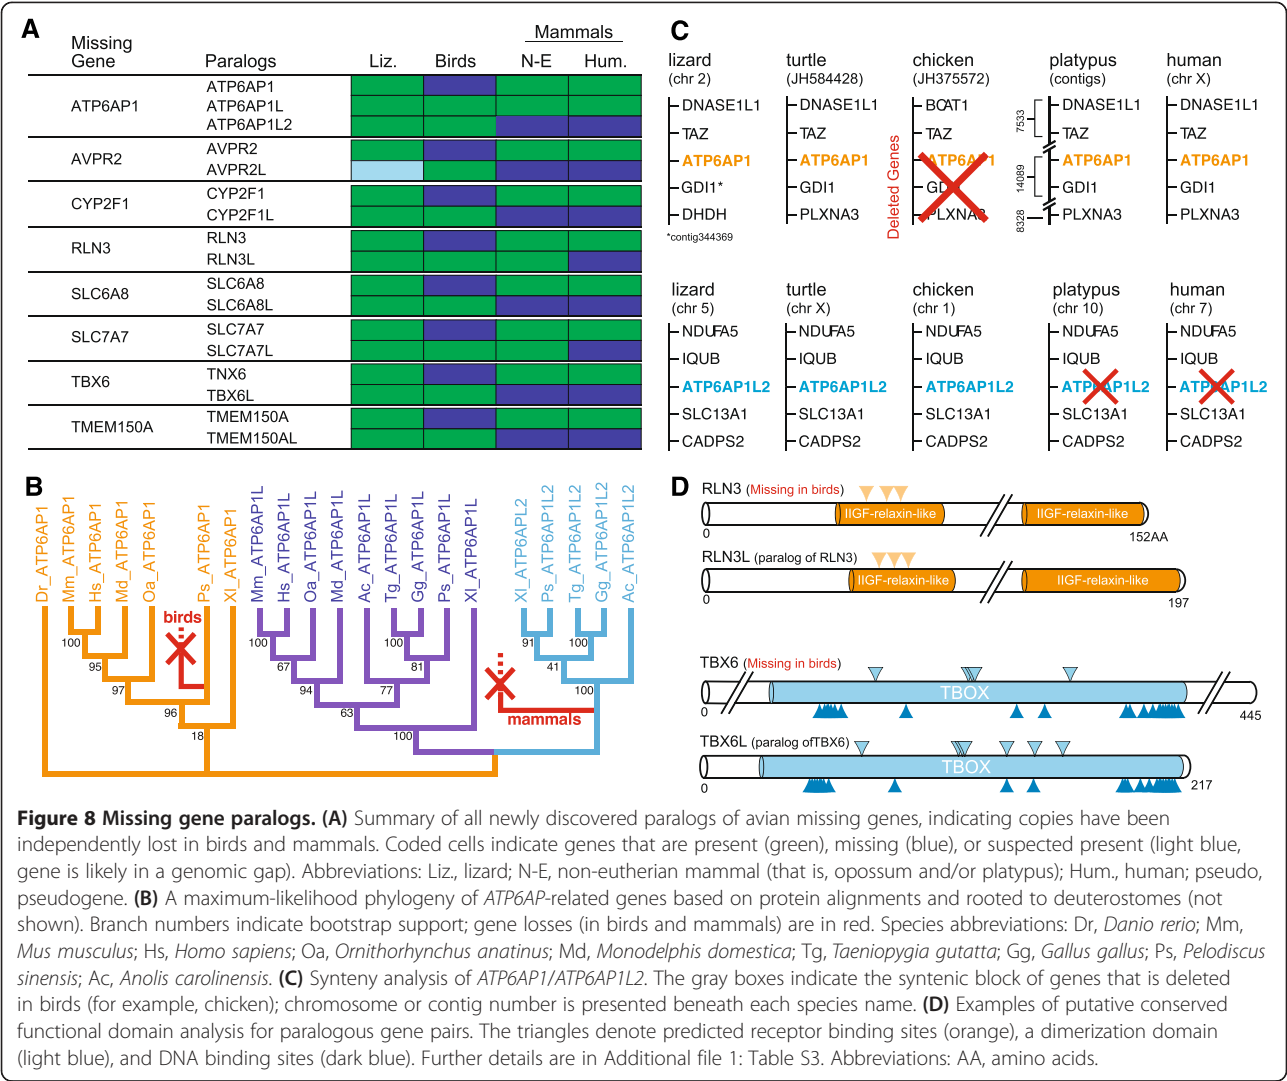 A
Missing
Gene
Paralogs
Liz.
Birds
Mammals
N-E
Hum.
ATP6AP1
ATP6AP1
ATP6AP1L
ATP6AP1L2
AVPR2
AVPR2
AVPR2L
CYP2F1
CYP2F1
CYP2F1L
RLN3
RLN3
RLN3L
SLC6A8
SLC6A8
SLC6A8L
SLC7A7
SLC7A7
SLC7A7L
TBX6
TNX6
TBX6L
TMEM150A
TMEM150A
TMEM150AL
B
Dr_ATP6AP1
Mm_ATP6AP1
Hs_ATP6AP1
Md_ATP6AP1
Oa_ATP6AP1
Ps_ATP6AP1
Xl_ATP6AP1
Mm_ATP6AP1L
Hs_ATP6AP1L
Oa_ATP6AP1L
Md_ATP6AP1L
Ac_ATP6AP1L
Tg_ATP6AP1L
Gg_ATP6AP1L
Ps_ATP6AP1L
Xl_ATP6AP1L
Xl_ATP6APL2
Ps_ATP6AP1L2
Tg_ATP6AP1L2
Gg_ATP6AP1L2
Ac_ATP6AP1L2
birds
mammals
100
95
97
96
18
100
67
94
63
100
81
77
100
91
100
41
100
C
lizard
(chr 2)
DNASE1L1
TAZ
ATP6AP1
GDI1*
DHDH
*contig344369
turtle
(JH584428)
DNASE1L1
TAZ
ATP6AP1
GDI1
PLXNA3
chicken
(JH375572)
BCAT1
TAZ
ATP6AP1
GDI1
PLXNA3
Deleted Genes
platypus
(contigs)
DNASE1L1
TAZ
ATP6AP1
GDI1
PLXNA3
7533
14089
8328
human
(chr X)
DNASE1L1
TAZ
ATP6AP1
GDI1
PLXNA3
lizard
(chr 5)
NDUFA5
IQUB
ATP6AP1L2
SLC13A1
CADPS2
turtle
(chr X)
NDUFA5
IQUB
ATP6AP1L2
SLC13A1
CADPS2
chicken
(chr 1)
NDUFA5
IQUB
ATP6AP1L2
SLC13A1
CADPS2
platypus
(chr 10)
NDUFA5
IQUB
ATP6AP1L2
SLC13A1
CADPS2
human
(chr 7)
NDUFA5
IQUB
ATP6AP1L2
SLC13A1
CADPS2
D
RLN3 (Missing in birds)
IIGF-relaxin-like
IIGF-relaxin-like
0
152AA
RLN3L (paralog of RLN3)
IIGF-relaxin-like
IIGF-relaxin-like
0
197
TBX6 (Missing in birds)
TBOX
0
445
TBX6L (paralog ofTBX6)
TBOX
0
217
Figure 8 Missing gene paralogs. (A) Summary of all newly discovered paralogs of avian missing genes, indicating copies have been
independently lost in birds and mammals. Coded cells indicate genes that are present (green), missing (blue), or suspected present (light blue,
gene is likely in a genomic gap). Abbreviations: Liz., lizard; N-E, non-eutherian mammal (that is, opossum and/or platypus); Hum., human; pseudo,
pseudogene. (B) A maximum-likelihood phylogeny of ATP6AP-related genes based on protein alignments and rooted to deuterostomes (not
shown). Branch numbers indicate bootstrap support; gene losses (in birds and mammals) are in red. Species abbreviations: Dr, Danio rerio; Mm,
Mus musculus; Hs, Homo sapiens; Oa, Ornithorhynchus anatinus; Md, Monodelphis domestica; Tg, Taeniopygia gutatta; Gg, Gallus gallus; Ps, Pelodiscus
sinensis; Ac, Anolis carolinensis. (C) Synteny analysis of ATP6AP1/ATP6AP1L2. The gray boxes indicate the syntenic block of genes that is deleted
in birds (for example, chicken); chromosome or contig number is presented beneath each species name. (D) Examples of putative conserved
functional domain analysis for paralogous gene pairs. The triangles denote predicted receptor binding sites (orange), a dimerization domain
(light blue), and DNA binding sites (dark blue). Further details are in Additional file 1: Table S3. Abbreviations: AA, amino acids.